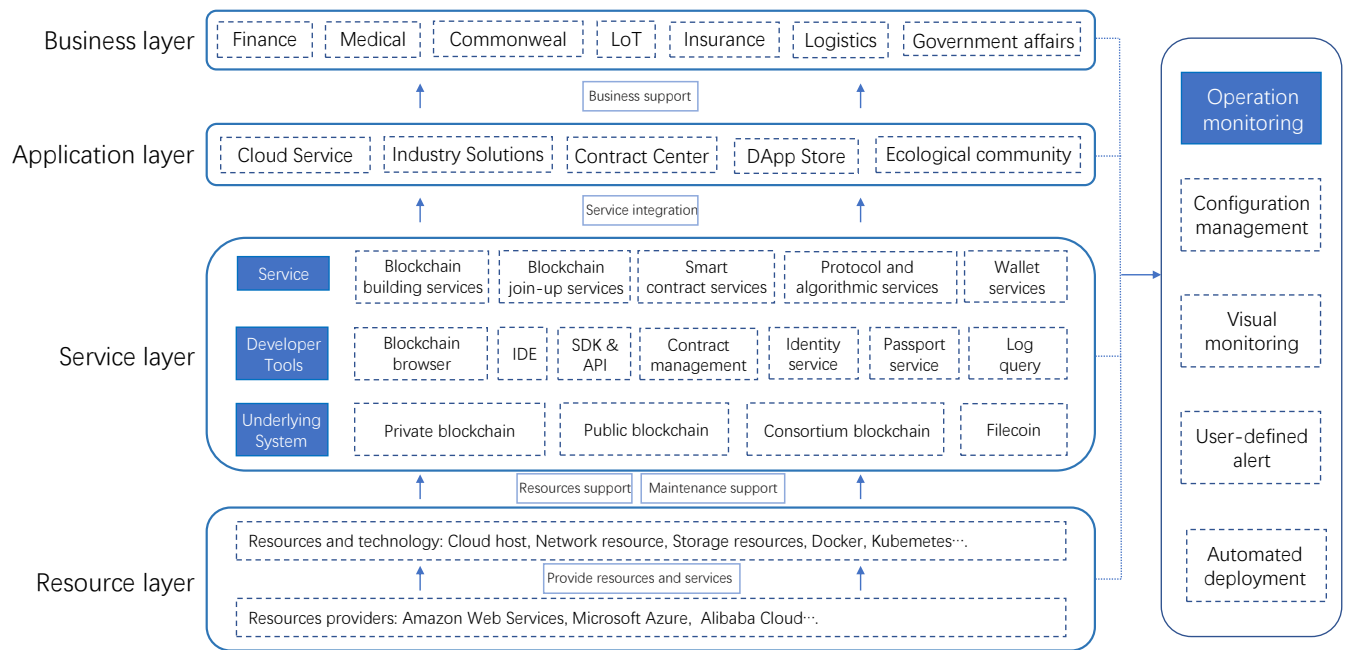 Business layer
Finance
Medical
Commonweal
LoT
Insurance
Logistics
Government affairs
Business support
Application layer
Cloud Service
Industry Solutions
Contract Center
DApp Store
Ecological community
Service integration
Service layer
Service
Blockchain
building services
Blockchain
join-up services
Smart
contract services
Protocol and
algorithmic services
Wallet
services
Developer
Tools
Blockchain
browser
IDE
SDK &
API
Contract
management
Identity
service
Passport
service
Log
query
Underlying
System
Private blockchain
Public blockchain
Consortium blockchain
Filecoin
Resources support
Maintenance support
Resource layer
Resources and technology: Cloud host, Network resource, Storage resources, Docker, Kubemetes···.
Provide resources and services
Resources providers: Amazon Web Services, Microsoft Azure, Alibaba Cloud···.
Operation
monitoring
Configuration
management
Visual
monitoring
User-defined
alert
Automated
deployment